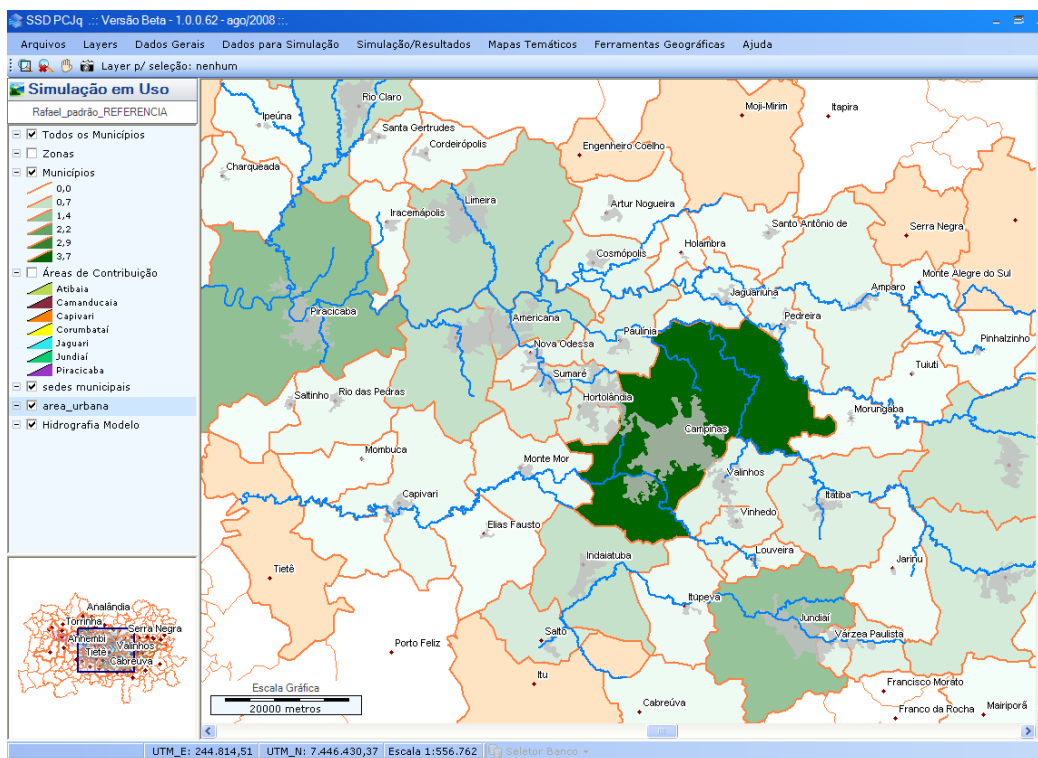 SSD PCJq .:: Versão Beta - 1.0.0.62 - ago/2008 ::.
Arquivos Layers Dados Gerais Dados para Simulação Simulação/Resultados Mapas Temáticos Ferramentas Geográficas Ajuda
Layer p/ seleção: nenhum
Simulação em Uso
Rafael_padrão_REFERENCIA
Todos os Municípios
Zonas
Municípios
0,0
0,7
1,4
2,2
2,9
3,7
Áreas de Contribuição
Atibaia
Camanducaia
Capivari
Corumbataí
Jaguari
Jundiaí
Piracicaba
sedes municipais
area_urbana
Hidrografia Modelo
Analândia
Torrinha
Serra Negra
Anhembi
Valinhos
Tietê
Cabreúva
Rio Claro
Moji-Mirim
Itapira
Ipeúna
Santa Gertrudes
Cordeirópolis
Engenheiro Coelho
Charqueada
Limeira
Iracemápolis
Artur Nogueira
Santo Antônio de
Serra Negra
Holambra
Cosmópolis
Monte Alegre do Sul
Jaguariuna
Amparo
Piracicaba
Americana
Pedreira
Paulínia
Nova Odessa
Pinhalzinho
Sumaré
Tuiuti
Saltinho
Rio das Pedras
Hortolândia
Morungaba
Campinas
Mombuca
Monte Mor
Valinhos
Capivari
Itatiba
Vinhedo
Elias Fausto
Indaiatuba
Louveira
Jarinu
Tietê
Itupeva
Jundiaí
Salto
Várzea Paulista
Porto Feliz
Itu
Francisco Morato
Cabreúva
Franco da Rocha
Mairiporã
Escala Gráfica
20000 metros
UTM_E: 244.814,51 UTM_N: 7.446.430,37 Escala 1:556.762 Seletor Banco